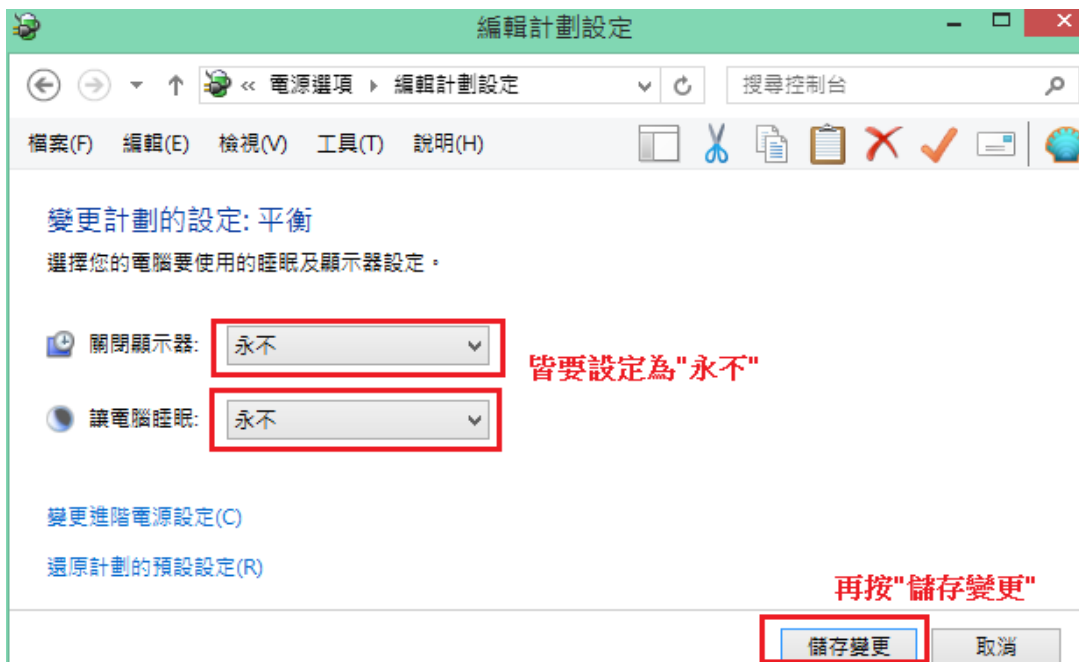 編輯計劃設定
« 電源選項 ▸ 編輯計劃設定 搜尋控制台
檔案(F) 編輯(E) 檢視(V) 工具(T) 說明(H)
變更計劃的設定: 平衡
選擇您的電腦要使用的睡眠及顯示器設定。
關閉顯示器: 永不
皆要設定為"永不"
讓電腦睡眠: 永不
變更進階電源設定(C)
還原計劃的預設設定(R)
再按"儲存變更"
儲存變更 取消